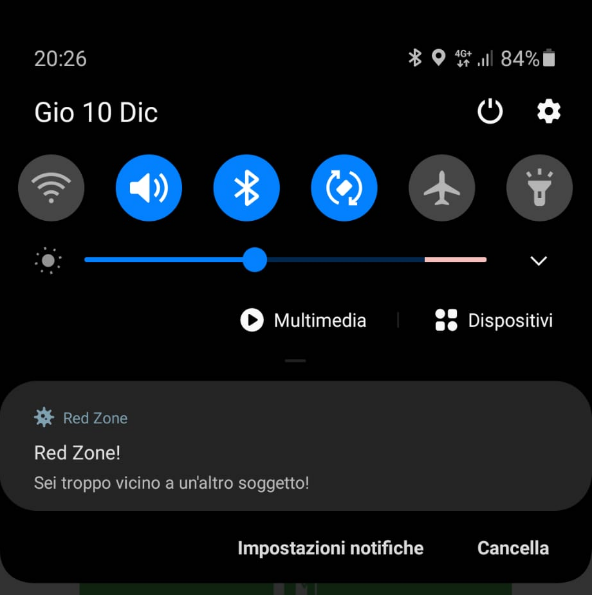 20:26
4G+ 84%
Gio 10 Dic
Multimedia Dispositivi
Red Zone
Red Zone!
Sei troppo vicino a un'altro soggetto!
Impostazioni notifiche Cancella